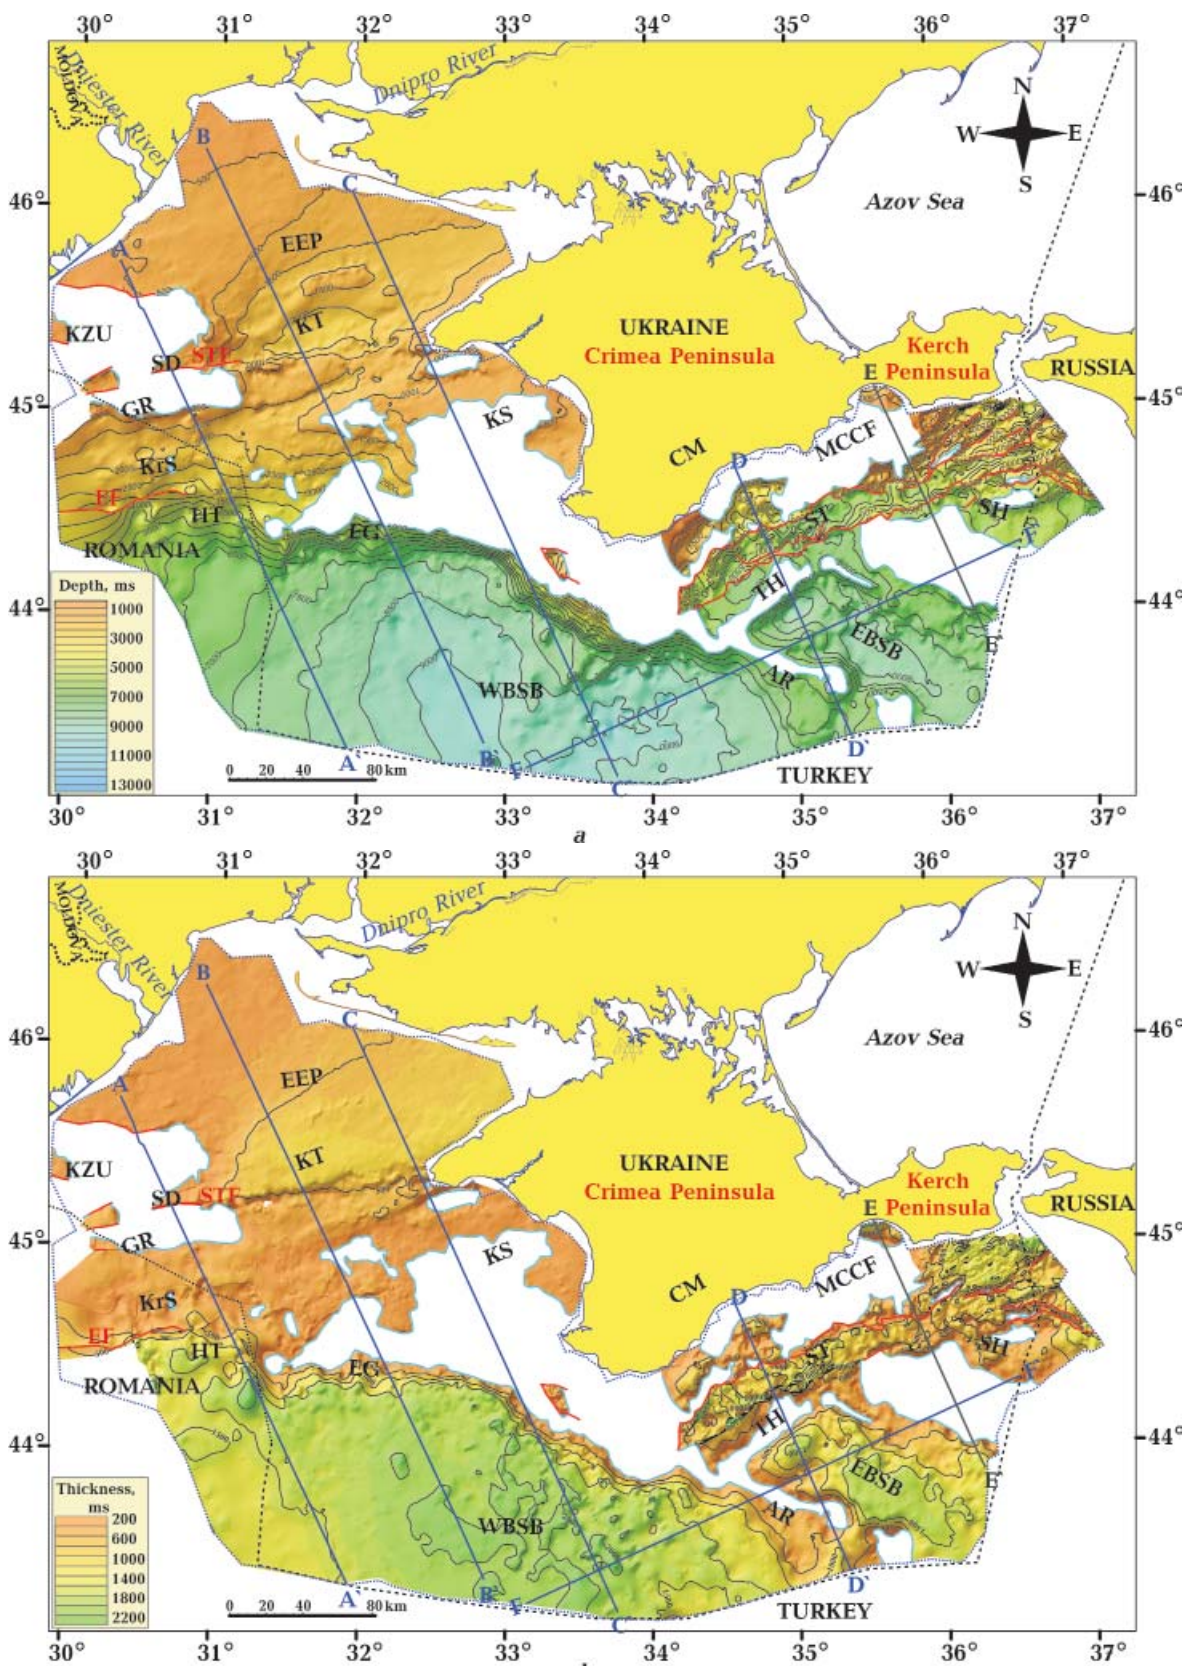 30° 31° 32° 33° 34° 35° 36° 37°
MOLDOVA
Dniester River
Dnipro River
N
W E
S
B
C
46° 46°
Azov Sea
A
EEP
KZU
KT
UKRAINE
Crimea Peninsula
Kerch
Peninsula
RUSSIA
SD
STF
E
45° 45°
GR
KS
MCCF
CM
D
KrS
EF
HT
ST
SH
ROMANIA
EG
F
Depth, ms
1000
3000
5000
7000
9000
11000
13000
44° 44°
TH
EBSB
E`
WBSB
AR
A`
B`
F`
D`
C`
0 20 40 80 km
TURKEY
30° 31° 32° 33° 34° 35° 36° 37°
a
30° 31° 32° 33° 34° 35° 36° 37°
MOLDOVA
Dniester River
Dnipro River
N
W E
S
B
C
46° 46°
Azov Sea
A
EEP
KZU
KT
UKRAINE
Crimea Peninsula
Kerch
Peninsula
RUSSIA
SD
STF
E
45° 45°
GR
KS
MCCF
CM
D
KrS
EF
HT
ST
SH
ROMANIA
EG
TH
44° 44°
Thickness,
ms
200
600
1000
1400
1800
2200
EBSB
E`
WBSB
AR
A`
B`
D`
0 20 40 80 km
TURKEY
30° 31° 32° 33° 34° 35° 36° 37°